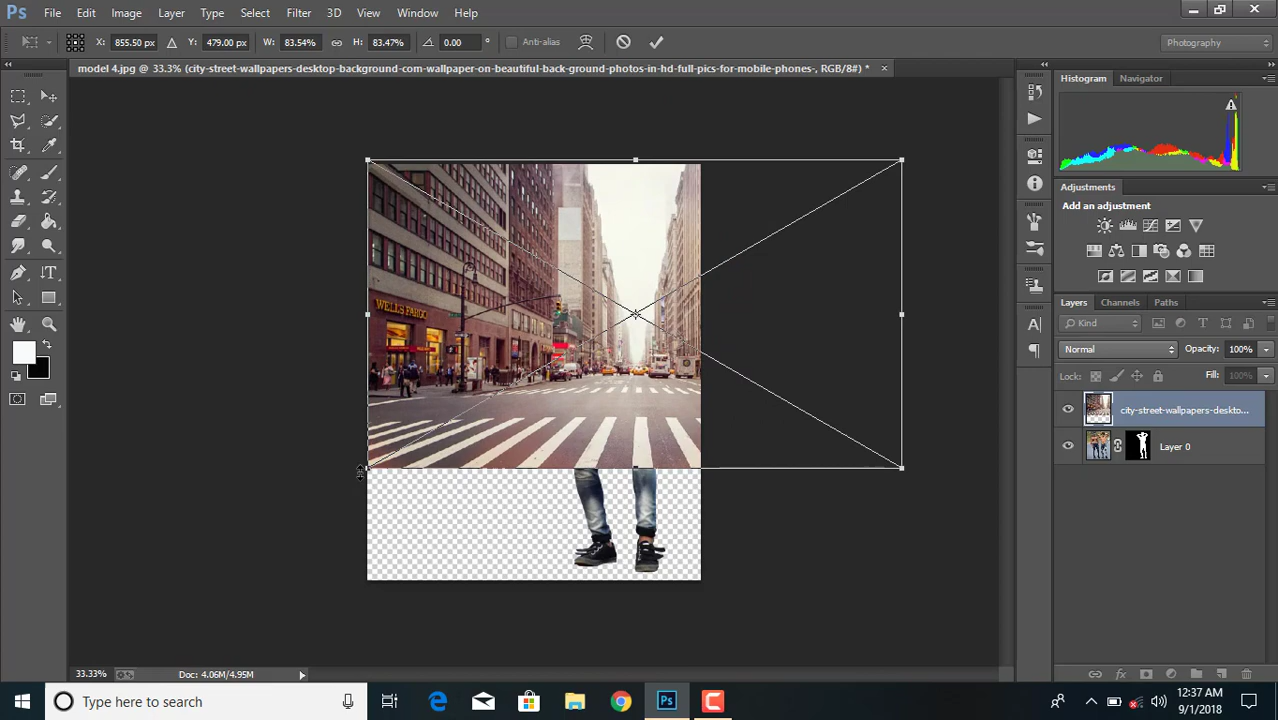 Ps File Edit Image Layer Type Select Filter 3D View Window Help
X: 855.50 px Y: 479.00 px W: 83.54% H: 83.47% 0.00 ° Anti-alias Photography
model 4.jpg @ 33.3% (city-street-wallpapers-desktop-background-com-wallpaper-on-beautiful-back-ground-photos-in-hd-full-pics-for-mobile-phones-, RGB/8#) * ×
Histogram Navigator
Adjustments
Add an adjustment
WELLS FARGO
Layers Channels Paths
Kind
Normal Opacity: 100%
Lock: Fill: 100%
city-street-wallpapers-deskto...
Layer 0
33.33% Doc: 4.06M/4.95M
Type here to search
12:37 AM
9/1/2018